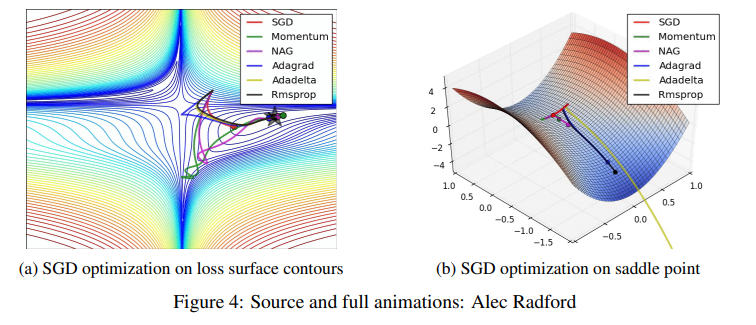 SGD
Momentum
NAG
Adagrad
Adadelta
Rmsprop
(a) SGD optimization on loss surface contours
SGD
Momentum
NAG
Adagrad
Adadelta
Rmsprop
4
2
0
−2
−4
1.0
0.5
0.0
−0.5
−1.0
−1.5
−0.5
0.0
0.5
1.0
(b) SGD optimization on saddle point
Figure 4: Source and full animations: Alec Radford